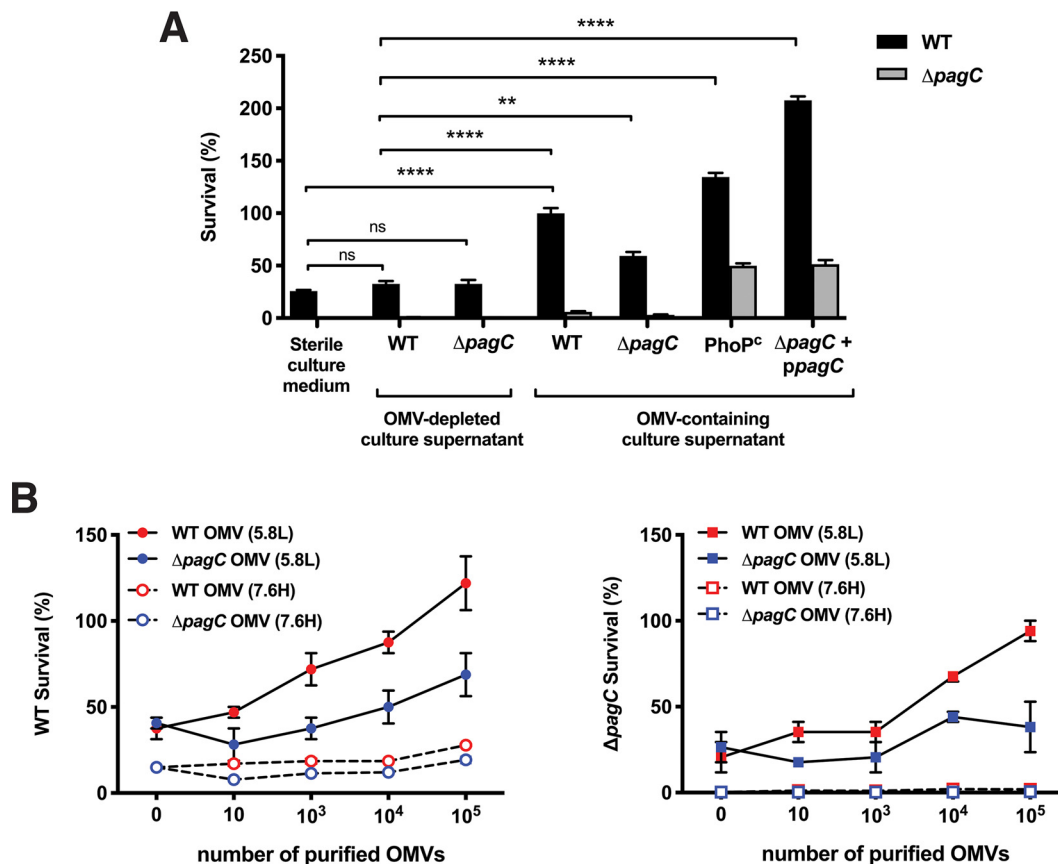 A
****
****
**
****
****
ns
ns
WT
ΔpagC
250
200
150
100
50
0
Survival (%)
Sterile
culture
medium
WT
ΔpagC
WT
ΔpagC
PhoPᶜ
ΔpagC +
ppagC
OMV-depleted
culture supernatant
OMV-containing
culture supernatant
B
WT OMV (5.8L)
ΔpagC OMV (5.8L)
WT OMV (7.6H)
ΔpagC OMV (7.6H)
150
100
50
0
WT Survival (%)
0 10 10³ 10⁴ 10⁵
number of purified OMVs
WT OMV (5.8L)
ΔpagC OMV (5.8L)
WT OMV (7.6H)
ΔpagC OMV (7.6H)
150
100
50
0
ΔpagC Survival (%)
0 10 10³ 10⁴ 10⁵
number of purified OMVs